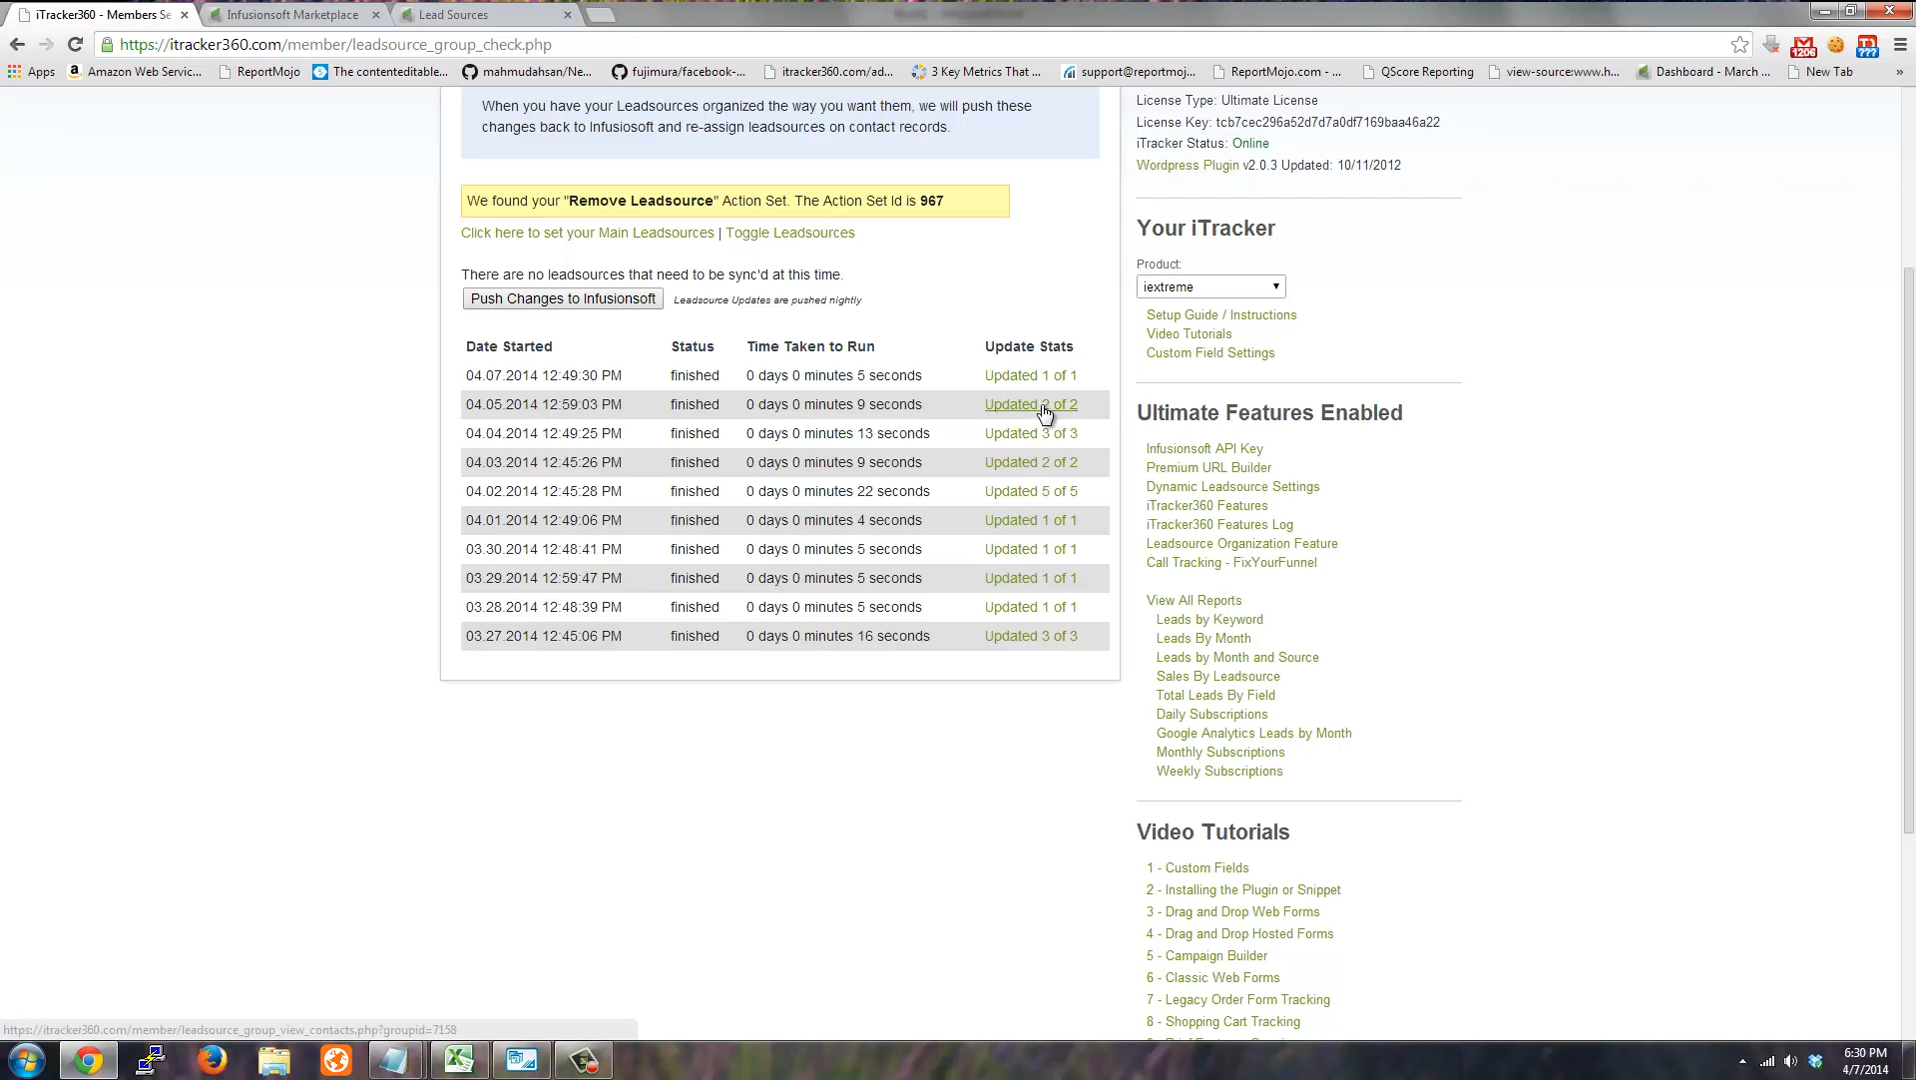 iTracker360 - Members Se
Infusionsoft Marketplace
Lead Sources
https://itracker360.com/member/leadsource_group_check.php
1206
???
Apps
Amazon Web Servic...
ReportMojo
The contenteditable...
mahmudahsan/Ne...
fujimura/facebook-...
itracker360.com/ad...
3 Key Metrics That ...
support@reportmoj...
ReportMojo.com - ...
QScore Reporting
view-source:www.h...
Dashboard - March ...
New Tab
»
When you have your Leadsources organized the way you want them, we will push these
changes back to Infusiosoft and re-assign leadsources on contact records.
We found your "Remove Leadsource" Action Set. The Action Set Id is 967
Click here to set your Main Leadsources | Toggle Leadsources
There are no leadsources that need to be sync'd at this time.
Push Changes to Infusionsoft Leadsource Updates are pushed nightly
Date Started Status Time Taken to Run Update Stats
04.07.2014 12:49:30 PM finished 0 days 0 minutes 5 seconds Updated 1 of 1
04.05.2014 12:59:03 PM finished 0 days 0 minutes 9 seconds Updated 2 of 2
04.04.2014 12:49:25 PM finished 0 days 0 minutes 13 seconds Updated 3 of 3
04.03.2014 12:45:26 PM finished 0 days 0 minutes 9 seconds Updated 2 of 2
04.02.2014 12:45:28 PM finished 0 days 0 minutes 22 seconds Updated 5 of 5
04.01.2014 12:49:06 PM finished 0 days 0 minutes 4 seconds Updated 1 of 1
03.30.2014 12:48:41 PM finished 0 days 0 minutes 5 seconds Updated 1 of 1
03.29.2014 12:59:47 PM finished 0 days 0 minutes 5 seconds Updated 1 of 1
03.28.2014 12:48:39 PM finished 0 days 0 minutes 5 seconds Updated 1 of 1
03.27.2014 12:45:06 PM finished 0 days 0 minutes 16 seconds Updated 3 of 3
License Type: Ultimate License
License Key: tcb7cec296a52d7d7a0df7169baa46a22
iTracker Status: Online
Wordpress Plugin v2.0.3 Updated: 10/11/2012
Your iTracker
Product:
iextreme
Setup Guide / Instructions
Video Tutorials
Custom Field Settings
Ultimate Features Enabled
Infusionsoft API Key
Premium URL Builder
Dynamic Leadsource Settings
iTracker360 Features
iTracker360 Features Log
Leadsource Organization Feature
Call Tracking - FixYourFunnel
View All Reports
Leads by Keyword
Leads By Month
Leads by Month and Source
Sales By Leadsource
Total Leads By Field
Daily Subscriptions
Google Analytics Leads by Month
Monthly Subscriptions
Weekly Subscriptions
Video Tutorials
1 - Custom Fields
2 - Installing the Plugin or Snippet
3 - Drag and Drop Web Forms
4 - Drag and Drop Hosted Forms
5 - Campaign Builder
6 - Classic Web Forms
7 - Legacy Order Form Tracking
8 - Shopping Cart Tracking
https://itracker360.com/member/leadsource_group_view_contacts.php?groupid=7158
6:30 PM
4/7/2014